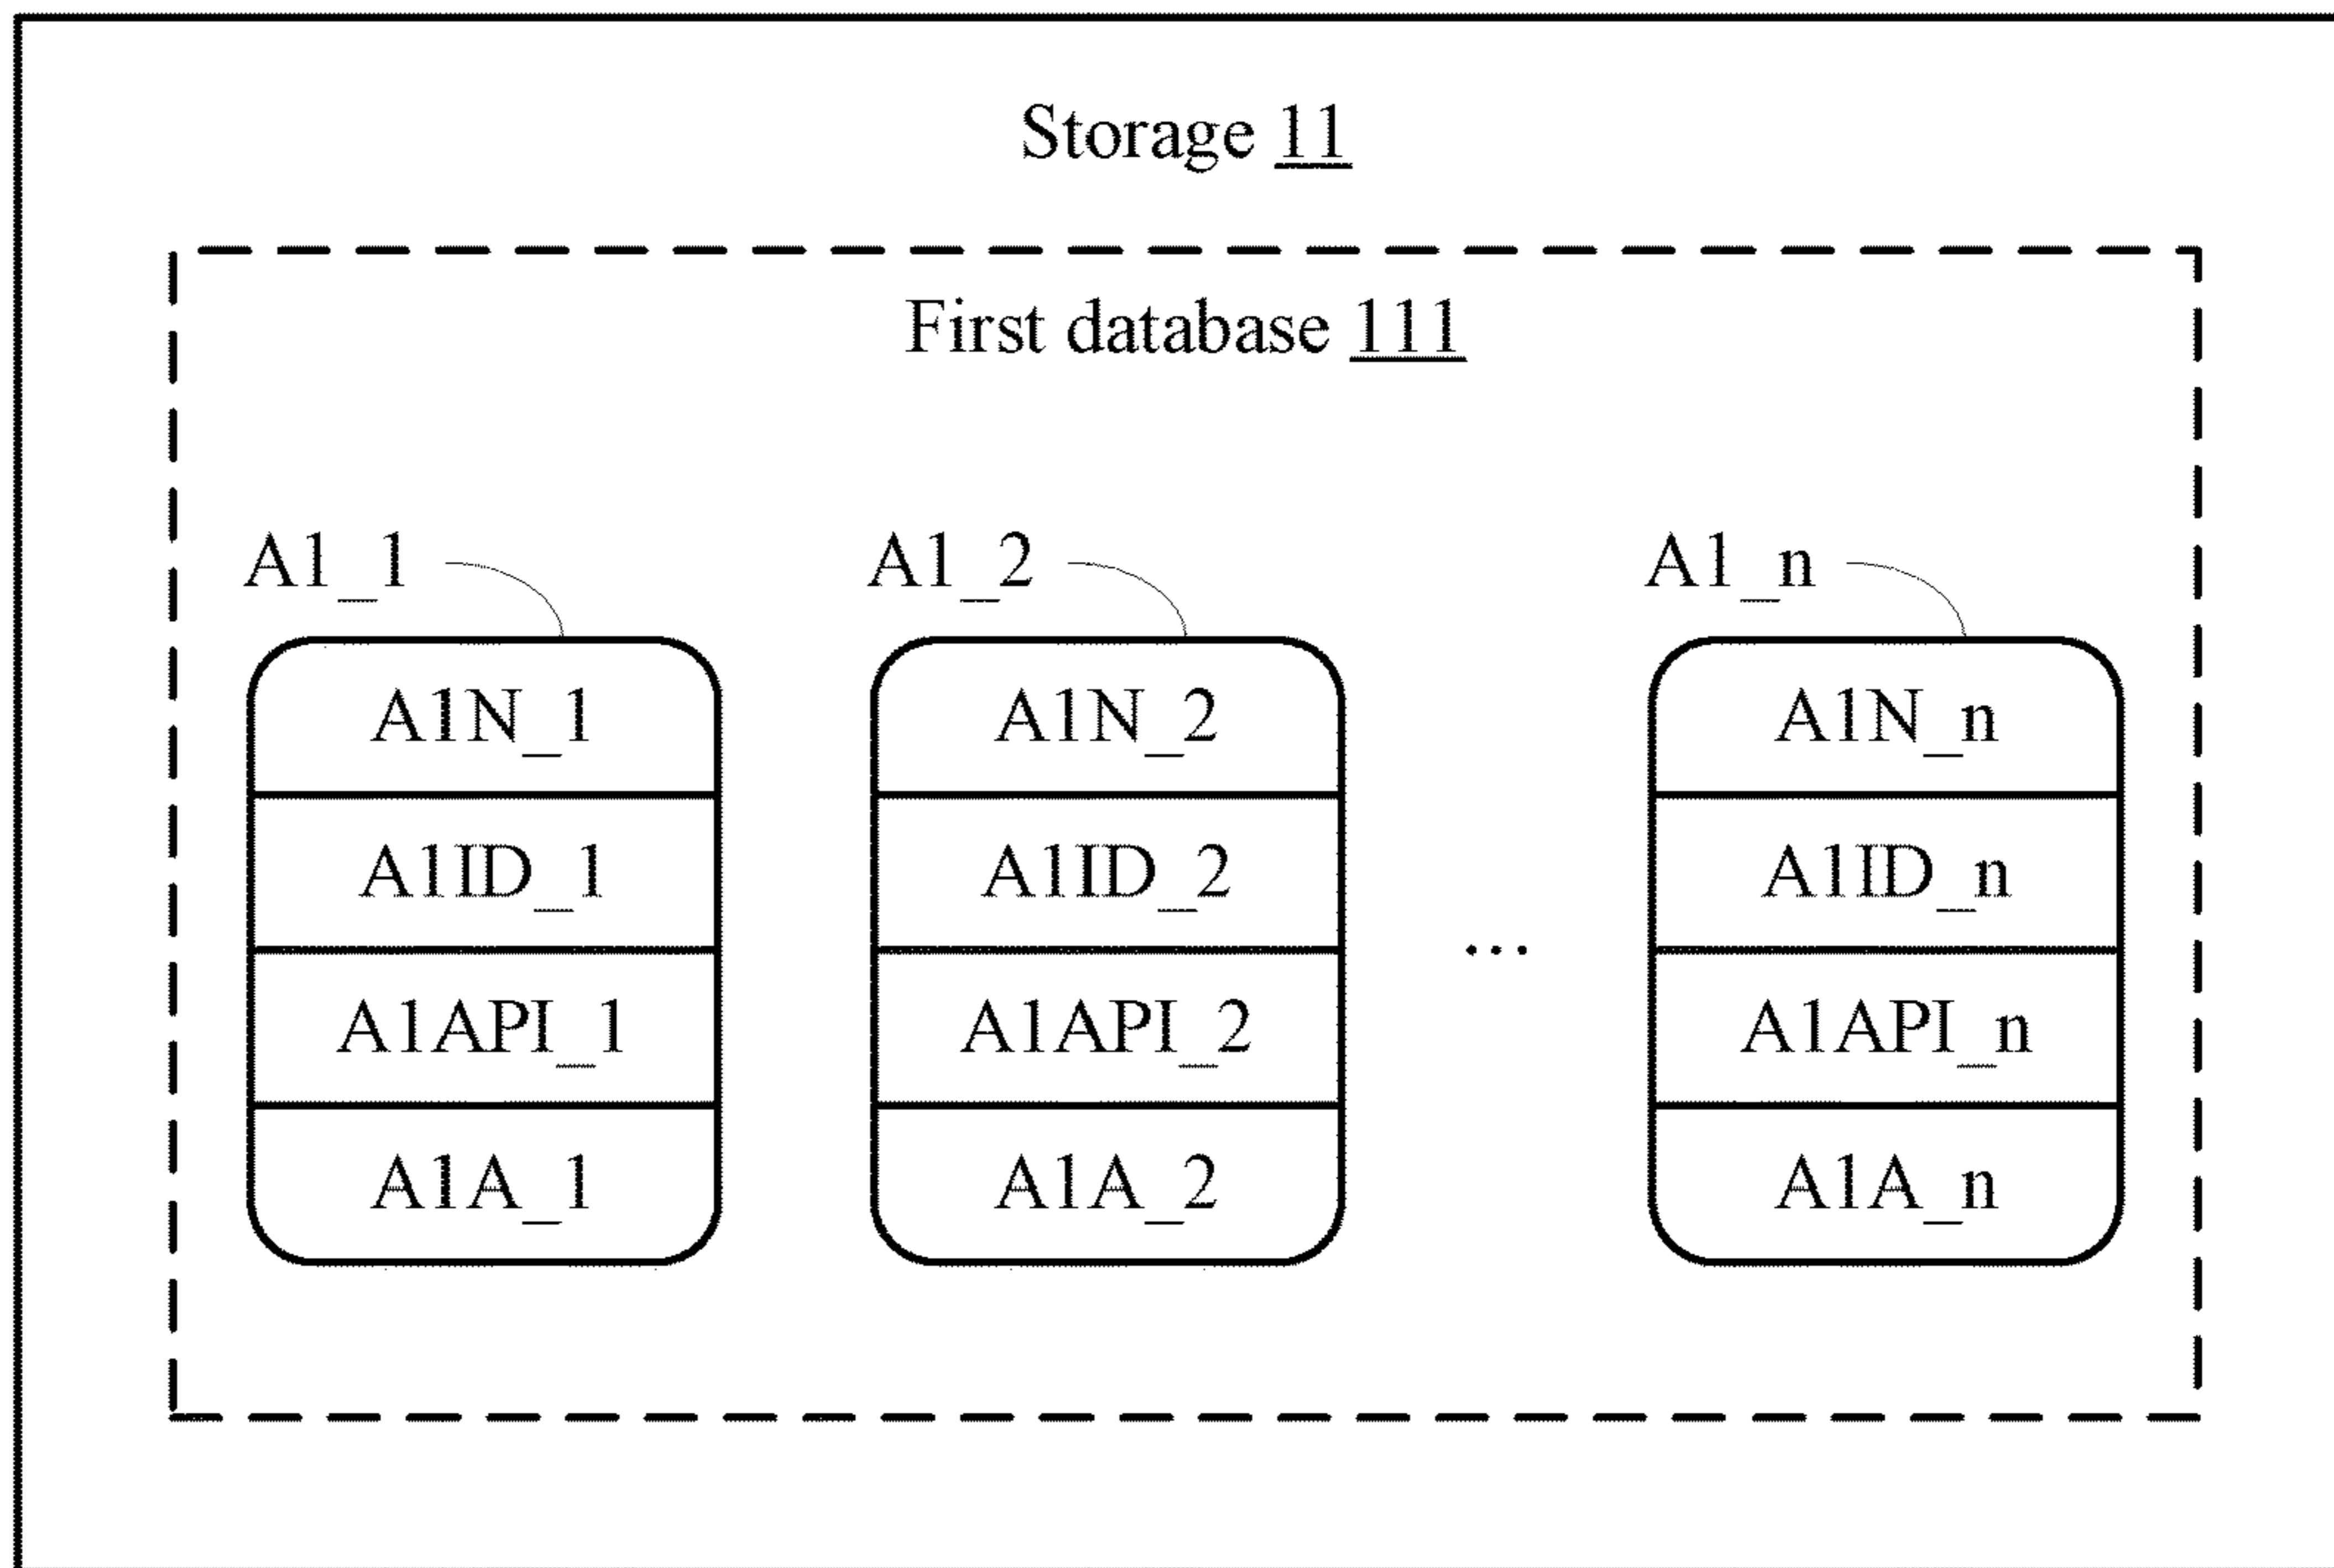 Storage 11
First database 111
A1_1 A1_2 A1_n
A1N_1 A1N_2 A1N_n
A1ID_1 A1ID_2 A1ID_n
...
A1API_1 A1API_2 A1API_n
A1A_1 A1A_2 A1A_n